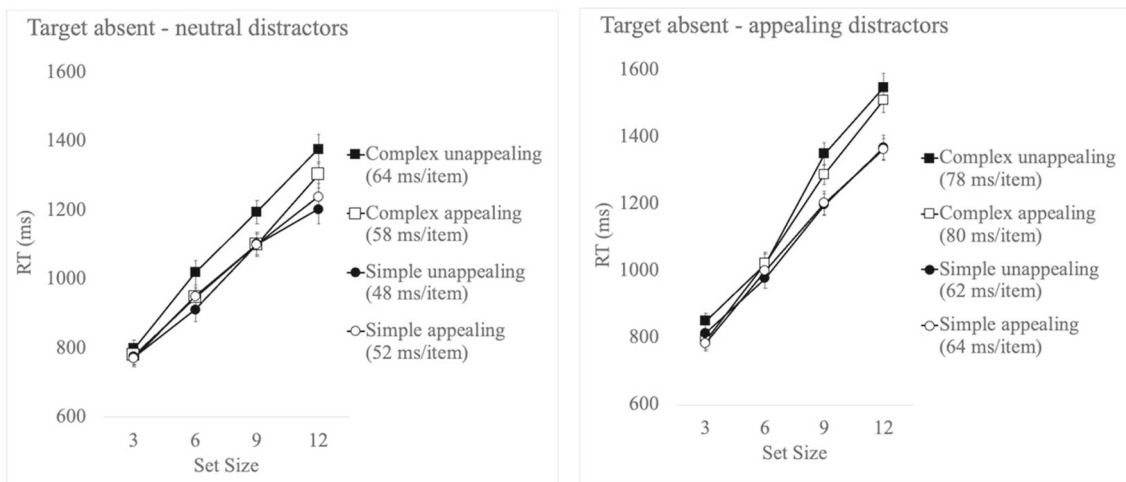 Target absent - neutral distractors
1600
1400
1200
1000
800
600
RT (ms)
3 6 9 12
Set Size
Complex unappealing
(64 ms/item)
Complex appealing
(58 ms/item)
Simple unappealing
(48 ms/item)
Simple appealing
(52 ms/item)
Target absent - appealing distractors
1600
1400
1200
1000
800
600
RT (ms)
3 6 9 12
Set Size
Complex unappealing
(78 ms/item)
Complex appealing
(80 ms/item)
Simple unappealing
(62 ms/item)
Simple appealing
(64 ms/item)